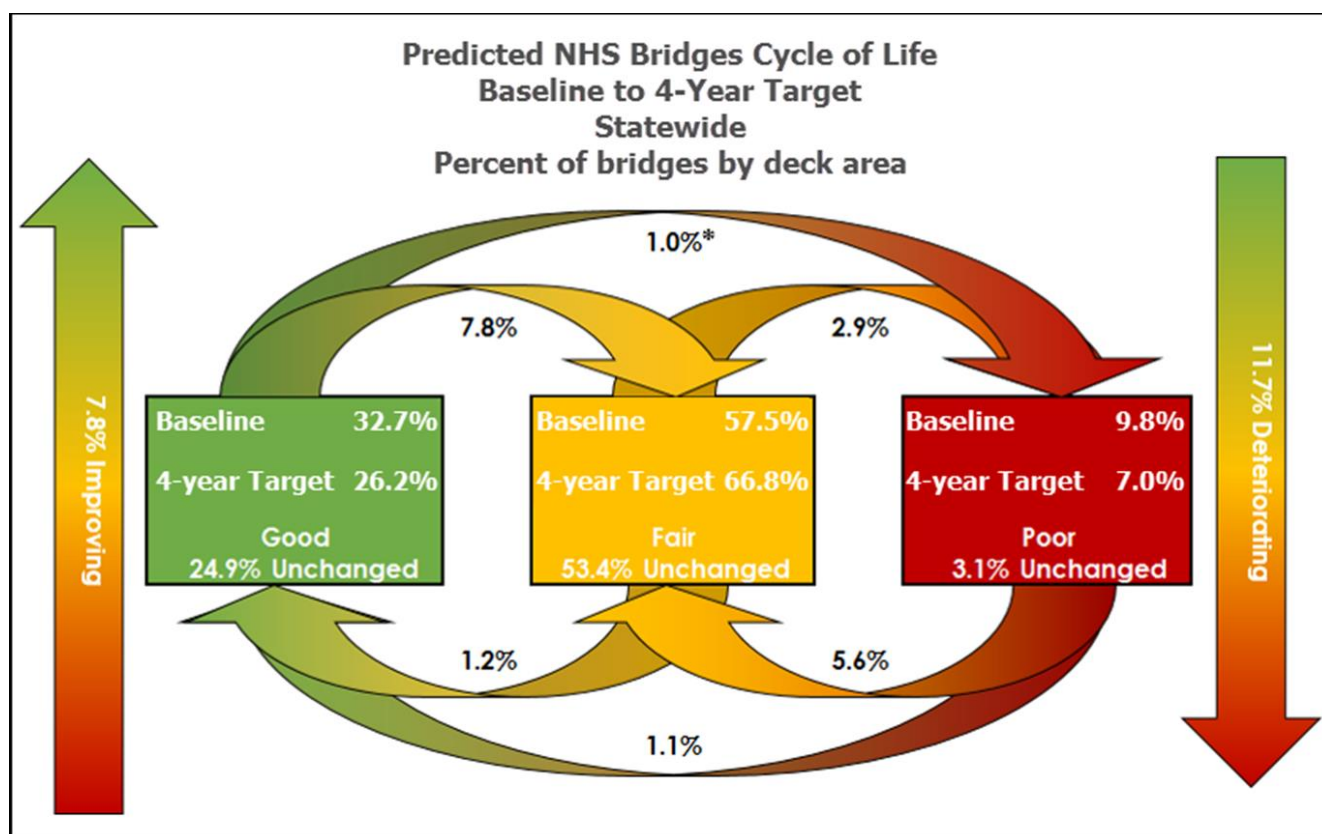 Predicted NHS Bridges Cycle of Life
Baseline to 4-Year Target
Statewide
Percent of bridges by deck area
1.0%*
7.8%
2.9%
7.8% Improving
Baseline 32.7%
4-year Target 26.2%
Good
24.9% Unchanged
Baseline 57.5%
4-year Target 66.8%
Fair
53.4% Unchanged
Baseline 9.8%
4-year Target 7.0%
Poor
3.1% Unchanged
11.7% Deteriorating
1.2%
5.6%
1.1%